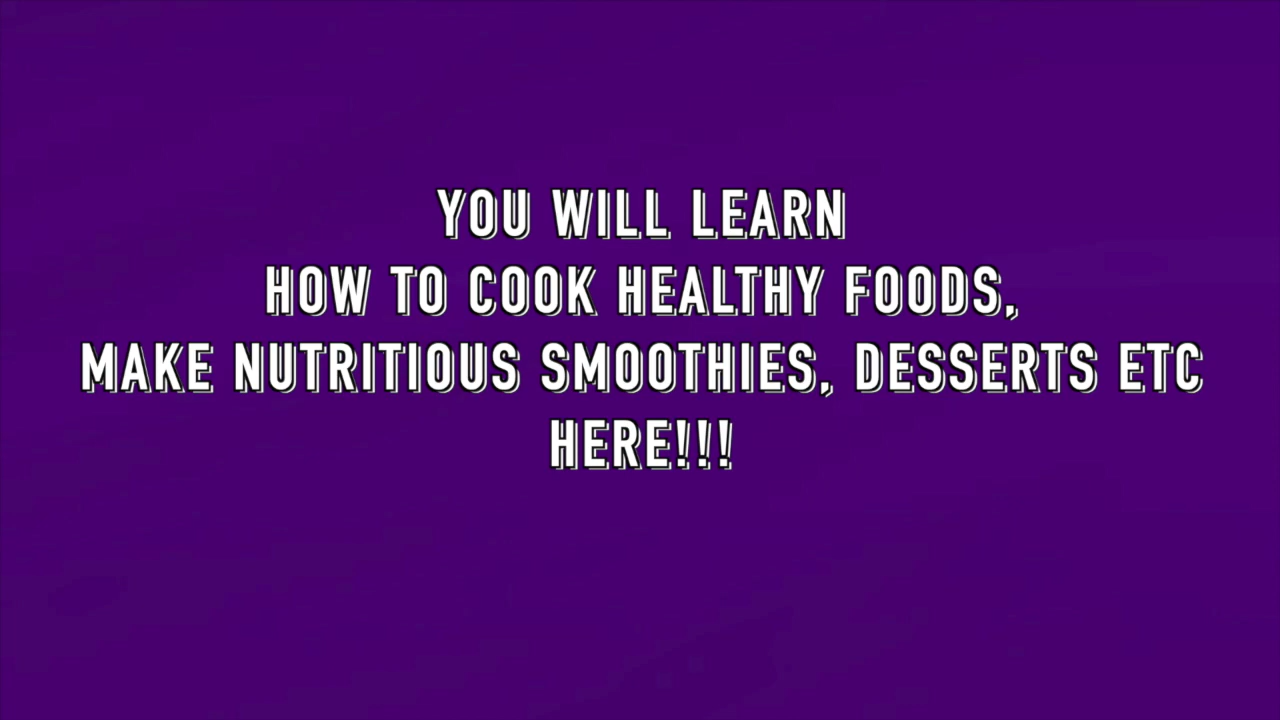 YOU WILL LEARN
HOW TO COOK HEALTHY FOODS,
MAKE NUTRITIOUS SMOOTHIES, DESSERTS ETC
HERE!!!